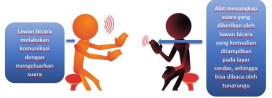 Lawan bicara
melakukan
komunikasi
dengan
mengeluarkan
suara
Alat menangkap
suara yang
diberikan oleh
lawan bicara
yang kemudian
ditampilkan
pada layar
cerdas, sehingga
bisa dibaca oleh
tunarungu